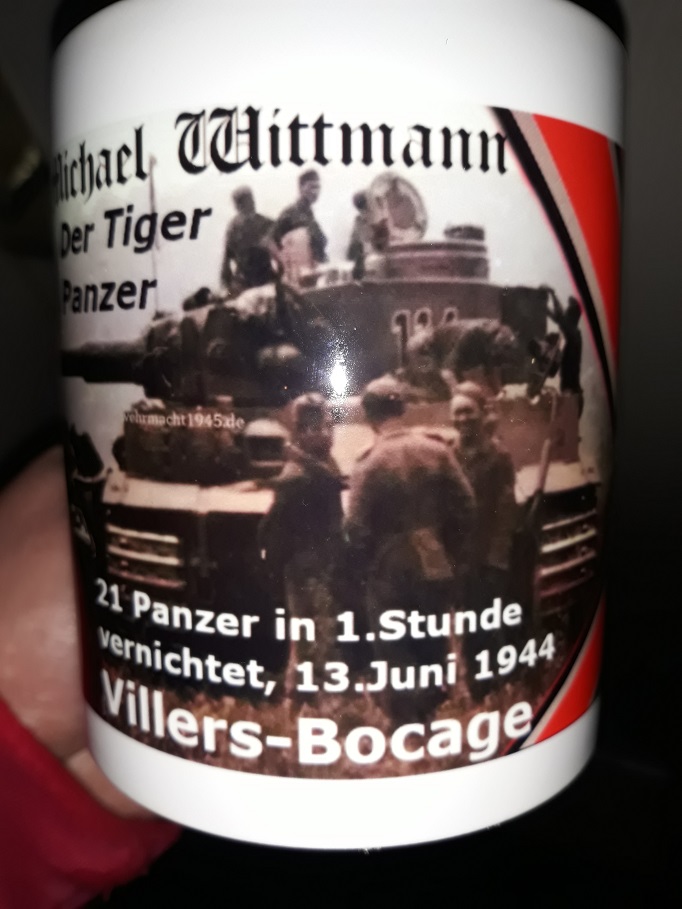 Michael Wittmann
Der Tiger
Panzer
wehrmacht1945.de
21 Panzer in 1.Stunde
vernichtet, 13.Juni 1944
Villers-Bocage